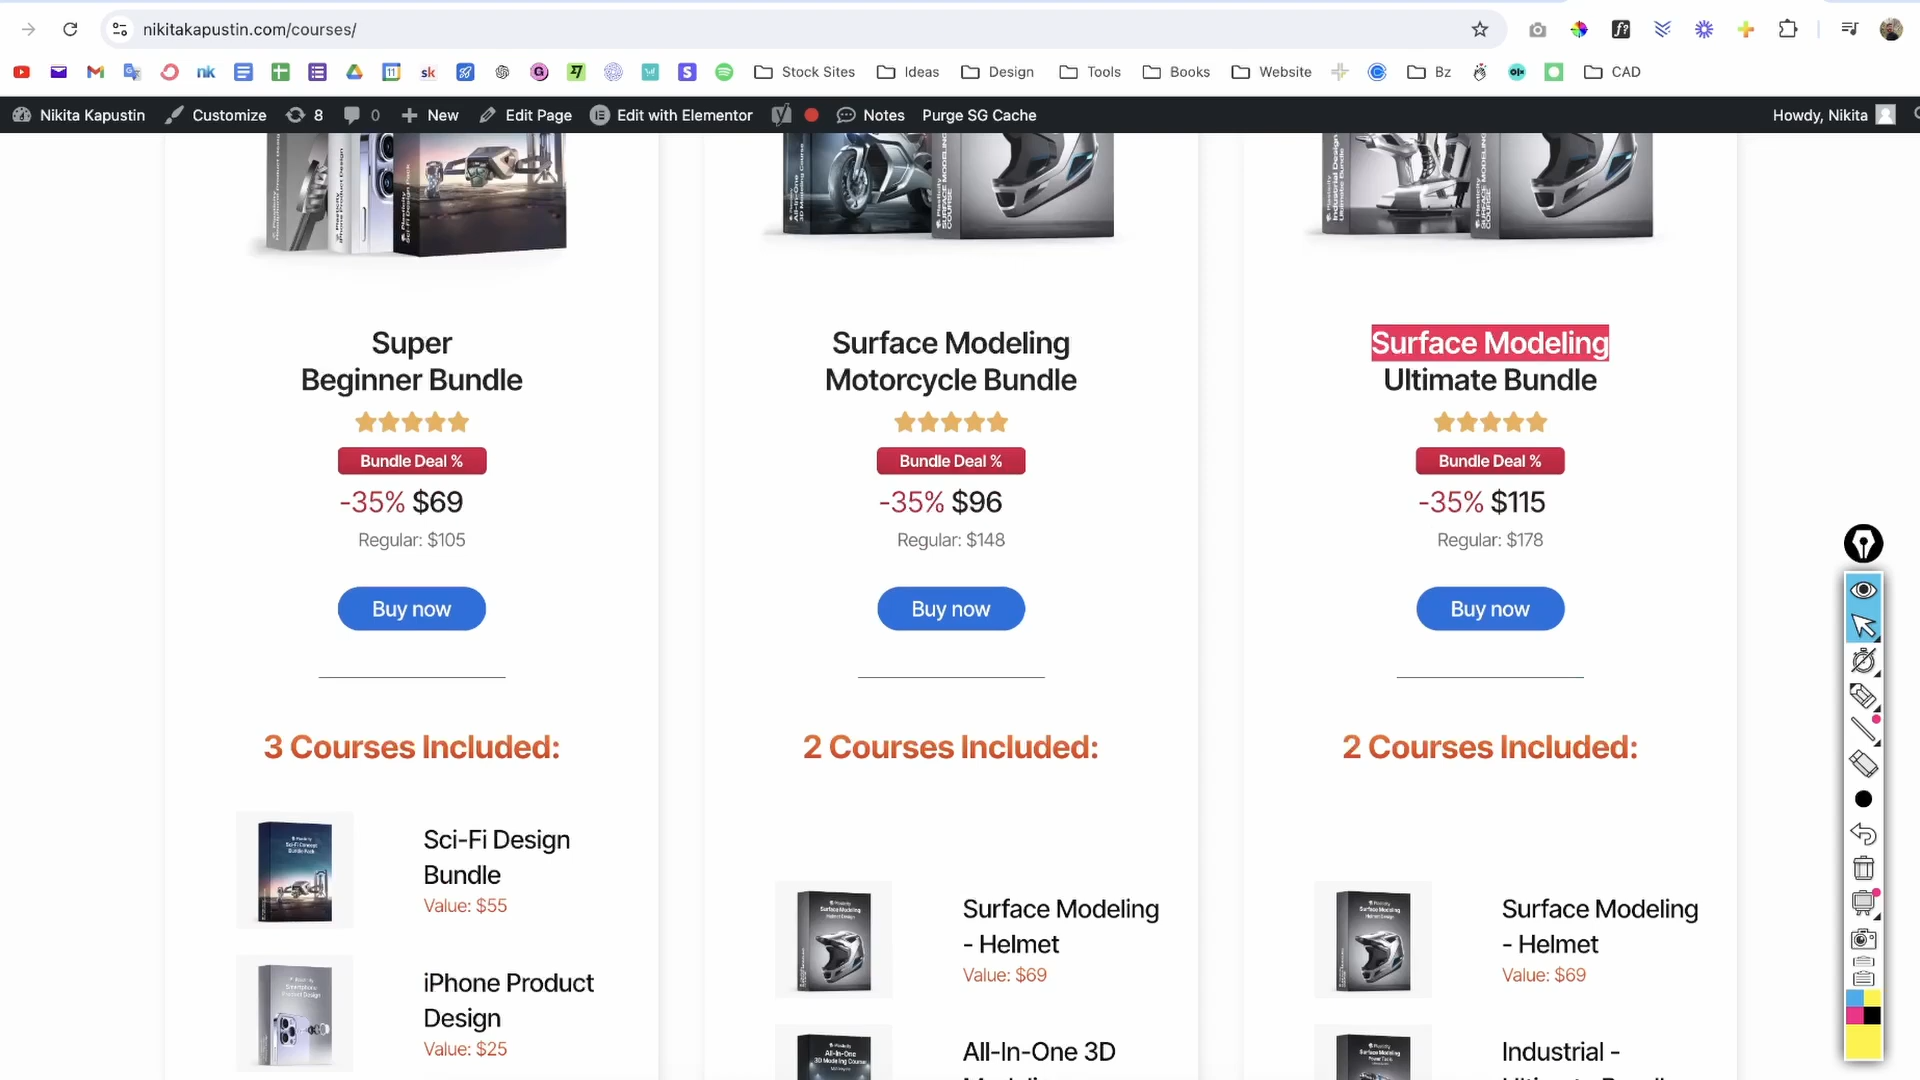 nikitakapustin.com/courses/
nk
sk
Stock Sites
Ideas
Design
Tools
Books
Website
Bz
CAD
Nikita Kapustin
Customize
8
0
New
Edit Page
Edit with Elementor
Notes
Purge SG Cache
Howdy, Nikita
Super
Beginner Bundle
Bundle Deal %
-35% $69
Regular: $105
Buy now
3 Courses Included:
Sci-Fi Design
Bundle
Value: $55
iPhone Product
Design
Value: $25
Surface Modeling
Motorcycle Bundle
Bundle Deal %
-35% $96
Regular: $148
Buy now
2 Courses Included:
Surface Modeling
- Helmet
Value: $69
All-In-One 3D
Surface Modeling
Ultimate Bundle
Bundle Deal %
-35% $115
Regular: $178
Buy now
2 Courses Included:
Surface Modeling
- Helmet
Value: $69
Industrial -